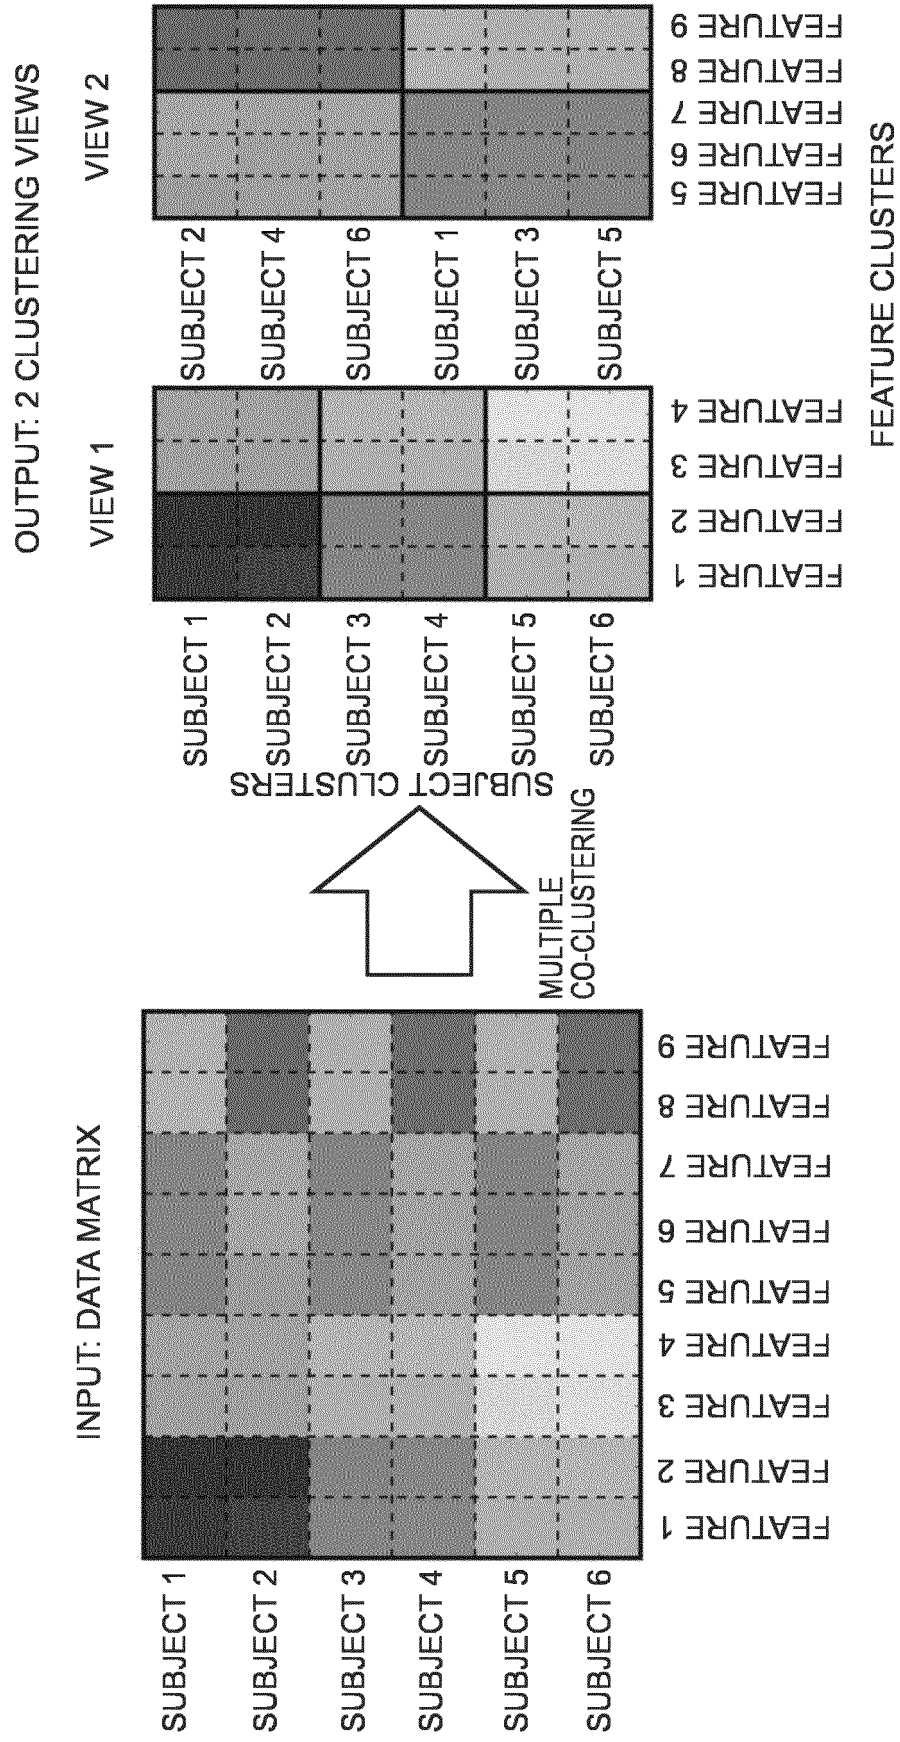 INPUT: DATA MATRIX
SUBJECT 1
SUBJECT 2
SUBJECT 3
SUBJECT 4
SUBJECT 5
SUBJECT 6
FEATURE 1
FEATURE 2
FEATURE 3
FEATURE 4
FEATURE 5
FEATURE 6
FEATURE 7
FEATURE 8
FEATURE 9
MULTIPLE
CO-CLUSTERING
OUTPUT: 2 CLUSTERING VIEWS
SUBJECT CLUSTERS
VIEW 1
SUBJECT 1
SUBJECT 2
SUBJECT 3
SUBJECT 4
SUBJECT 5
SUBJECT 6
FEATURE 1
FEATURE 2
FEATURE 3
FEATURE 4
VIEW 2
SUBJECT 2
SUBJECT 4
SUBJECT 6
SUBJECT 1
SUBJECT 3
SUBJECT 5
FEATURE 5
FEATURE 6
FEATURE 7
FEATURE 8
FEATURE 9
FEATURE CLUSTERS